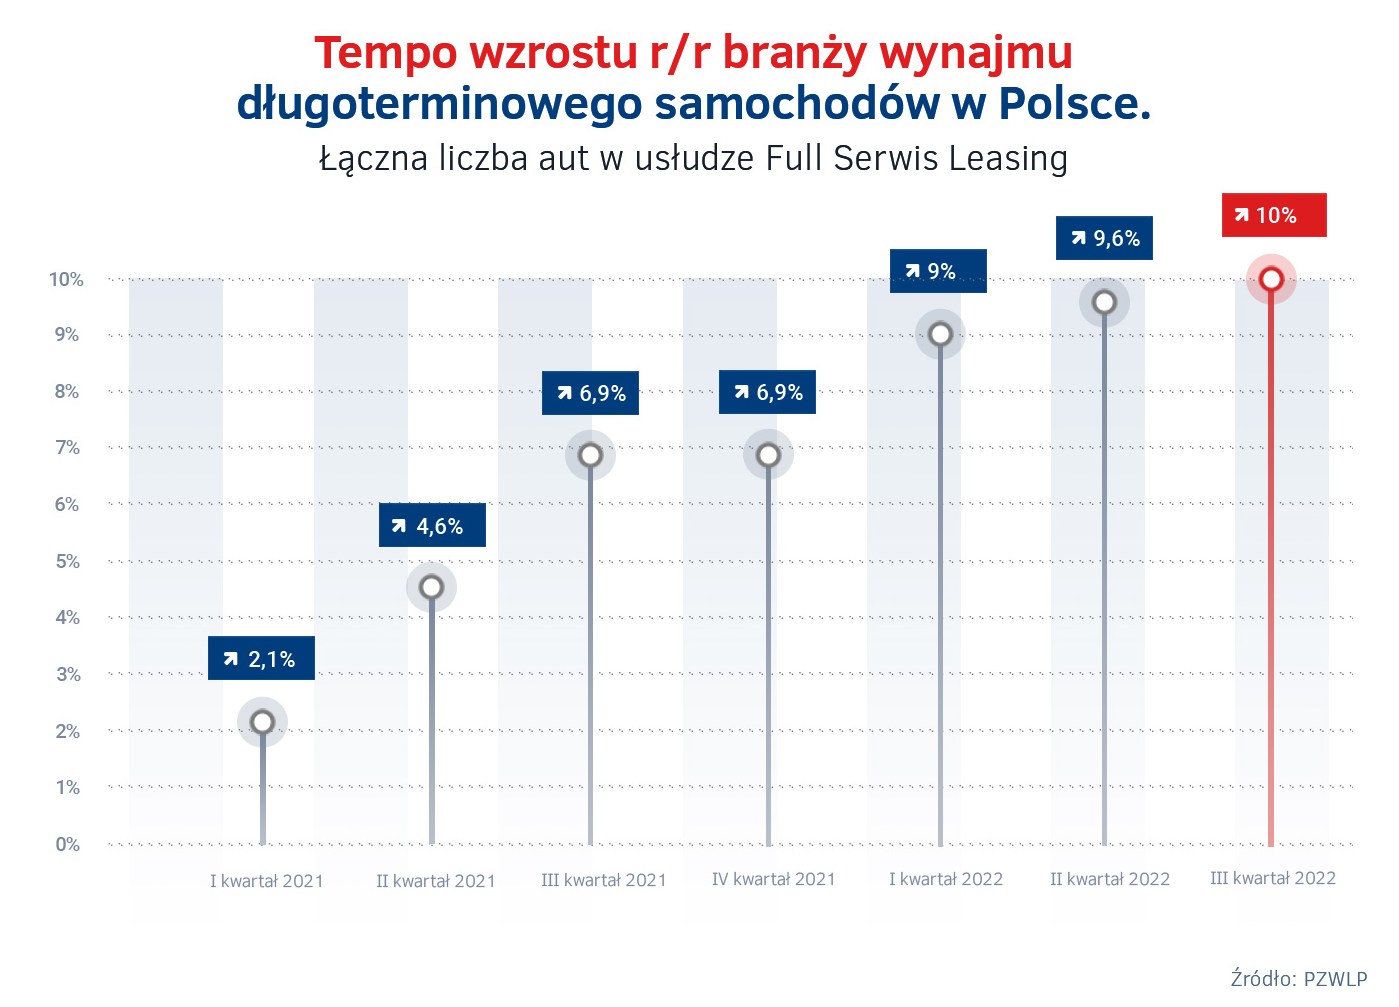 Tempo wzrostu r/r branży wynajmu
długoterminowego samochodów w Polsce.
Łączna liczba aut w usłudze Full Serwis Leasing
10%
9,6%
9%
10%
9%
8%
7%
6%
5%
4%
3%
2%
1%
0%
6,9%
6,9%
4,6%
2,1%
I kwartał 2021
II kwartał 2021
III kwartał 2021
IV kwartał 2021
I kwartał 2022
II kwartał 2022
III kwartał 2022
Źródło: PZWLP